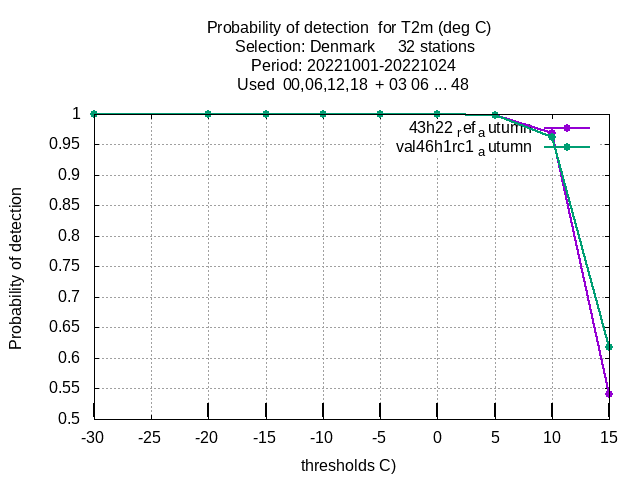 Probability of detection  for T2m (deg C)
Selection: Denmark     32 stations
Period: 20221001-20221024
Used  00,06,12,18  + 03 06 ... 48
43h22 refa utumn
val46h1rc1 a utumn
1
0.95
0.9
0.85
0.8
0.75
0.7
0.65
0.6
0.55
0.5
Probability of detection
-30 -25 -20 -15 -10 -5 0 5 10 15
thresholds C)